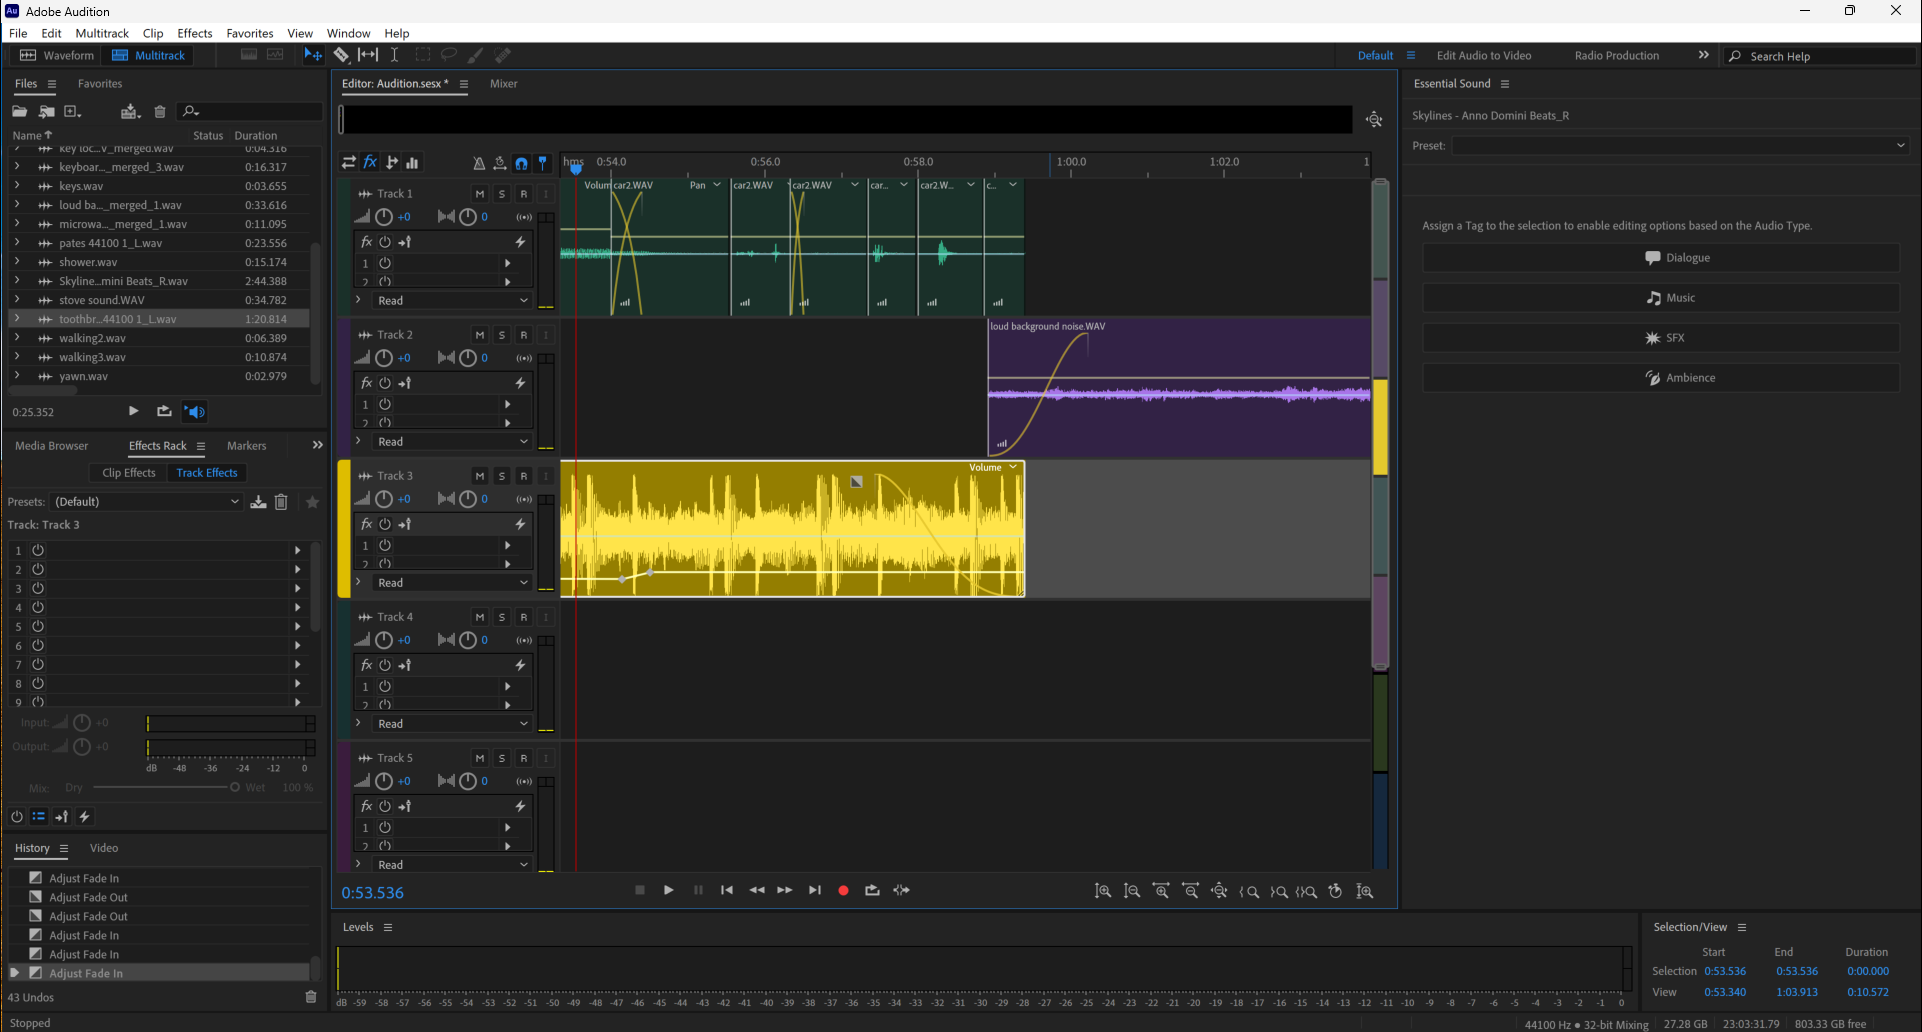 Au Adobe Audition
File Edit Multitrack Clip Effects Favorites View Window Help
Waveform Multitrack Default Edit Audio to Video Radio Production Search Help
Files Favorites
Name Status Duration
key loc...v_merged.wav 0:04.316
keyboar..._merged_3.wav 0:16.317
keys.wav 0:03.655
loud ba..._merged_1.wav 0:33.616
microwa..._merged_1.wav 0:11.095
pates 44100 1_L.wav 0:23.556
shower.wav 0:15.174
Skyline...mini Beats_R.wav 2:44.388
stove sound.WAV 0:34.782
toothbr...44100 1_L.wav 1:20.814
walking2.wav 0:06.389
walking3.wav 0:10.874
yawn.wav 0:02.979
0:25.352
Media Browser Effects Rack Markers
Clip Effects Track Effects
Presets: (Default)
Track: Track 3
1
2
3
4
5
6
7
8
9
Input: +0
Output: +0
dB -48 -36 -24 -12 0
Mix: Dry Wet 100 %
History Video
Adjust Fade In
Adjust Fade Out
Adjust Fade Out
Adjust Fade In
Adjust Fade In
Adjust Fade In
43 Undos
Stopped
Editor: Audition.sesx * Mixer
fx hms 0:54.0 0:56.0 0:58.0 1:00.0 1:02.0 1
Track 1 M S R I
+0 0
fx
1
2
Read
Volum car2.WAV Pan car2.WAV car2.WAV car... car2.W... c...
Track 2 M S R I
+0 0
fx
1
2
Read
loud background noise.WAV
Track 3 M S R I
+0 0
fx
1
2
Read
Volume
Track 4 M S R I
+0 0
fx
1
2
Read
Track 5 M S R I
+0 0
fx
1
2
Read
0:53.536
Levels
dB -59 -58 -57 -56 -55 -54 -53 -52 -51 -50 -49 -48 -47 -46 -45 -44 -43 -42 -41 -40 -39 -38 -37 -36 -35 -34 -33 -32 -31 -30 -29 -28 -27 -26 -25 -24 -23 -22 -21 -20 -19 -18 -17 -16 -15 -14 -13 -12 -11 -10 -9 -8 -7 -6 -5 -4 -3 -2 -1 0
Essential Sound
Skylines - Anno Domini Beats_R
Preset:
Assign a Tag to the selection to enable editing options based on the Audio Type.
Dialogue
Music
SFX
Ambience
Selection/View
Start End Duration
Selection 0:53.536 0:53.536 0:00.000
View 0:53.340 1:03.913 0:10.572
44100 Hz ● 32-bit Mixing 27.28 GB 23:03:31.79 803.33 GB free